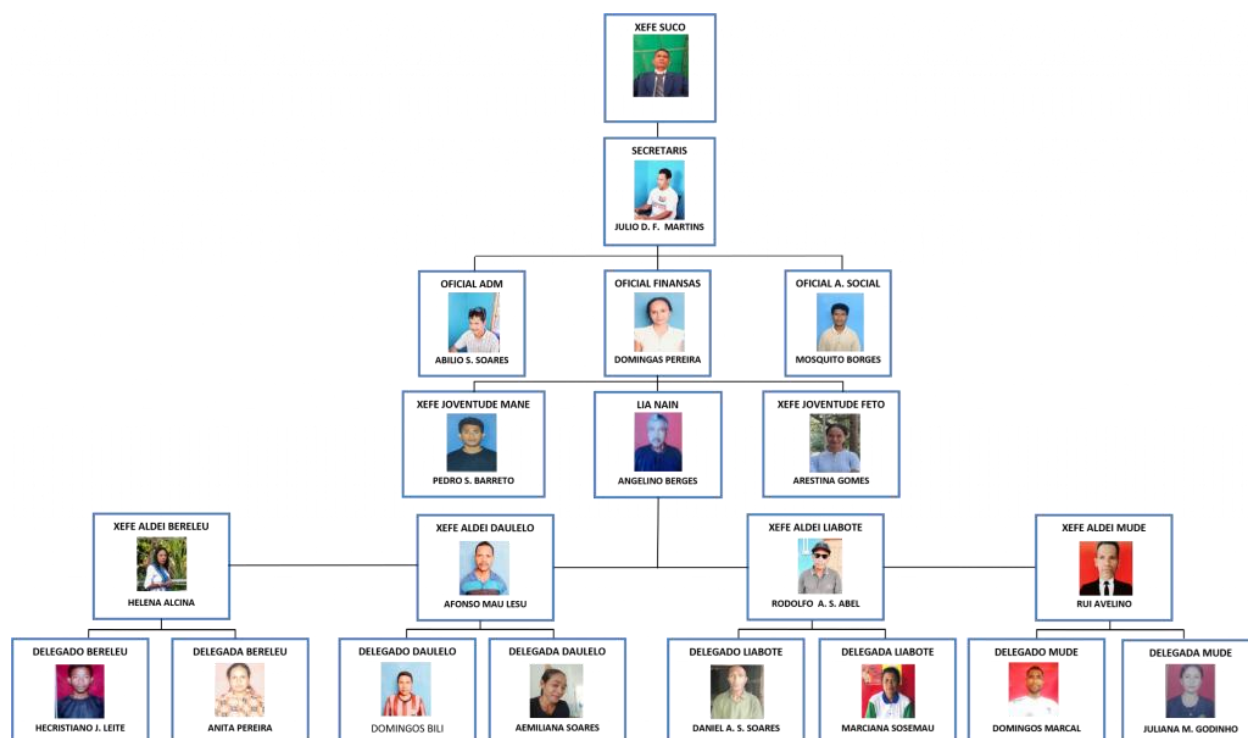 XEFE SUCO
SECRETARIS
JULIO D. F. MARTINS
OFICIAL ADM
ABILIO S. SOARES
OFICIAL FINANSAS
DOMINGAS PEREIRA
OFICIAL A. SOCIAL
MOSQUITO BORGES
XEFE JOVENTUDE MANE
PEDRO S. BARRETO
LIA NAIN
ANGELINO BERGES
XEFE JOVENTUDE FETO
ARESTINA GOMES
XEFE ALDEI BERELEU
HELENA ALCINA
XEFE ALDEI DAULELO
AFONSO MAU LESU
XEFE ALDEI LIABOTE
RODOLFO A. S. ABEL
XEFE ALDEI MUDE
RUI AVELINO
DELEGADO BERELEU
HECRISTIANO J. LEITE
DELEGADA BERELEU
ANITA PEREIRA
DELEGADO DAULELO
DOMINGOS BILI
DELEGADA DAULELO
AEMILIANA SOARES
DELEGADO LIABOTE
DANIEL A. S. SOARES
DELEGADA LIABOTE
MARCIANA SOSEMAU
DELEGADO MUDE
DOMINGOS MARCAL
DELEGADA MUDE
JULIANA M. GODINHO